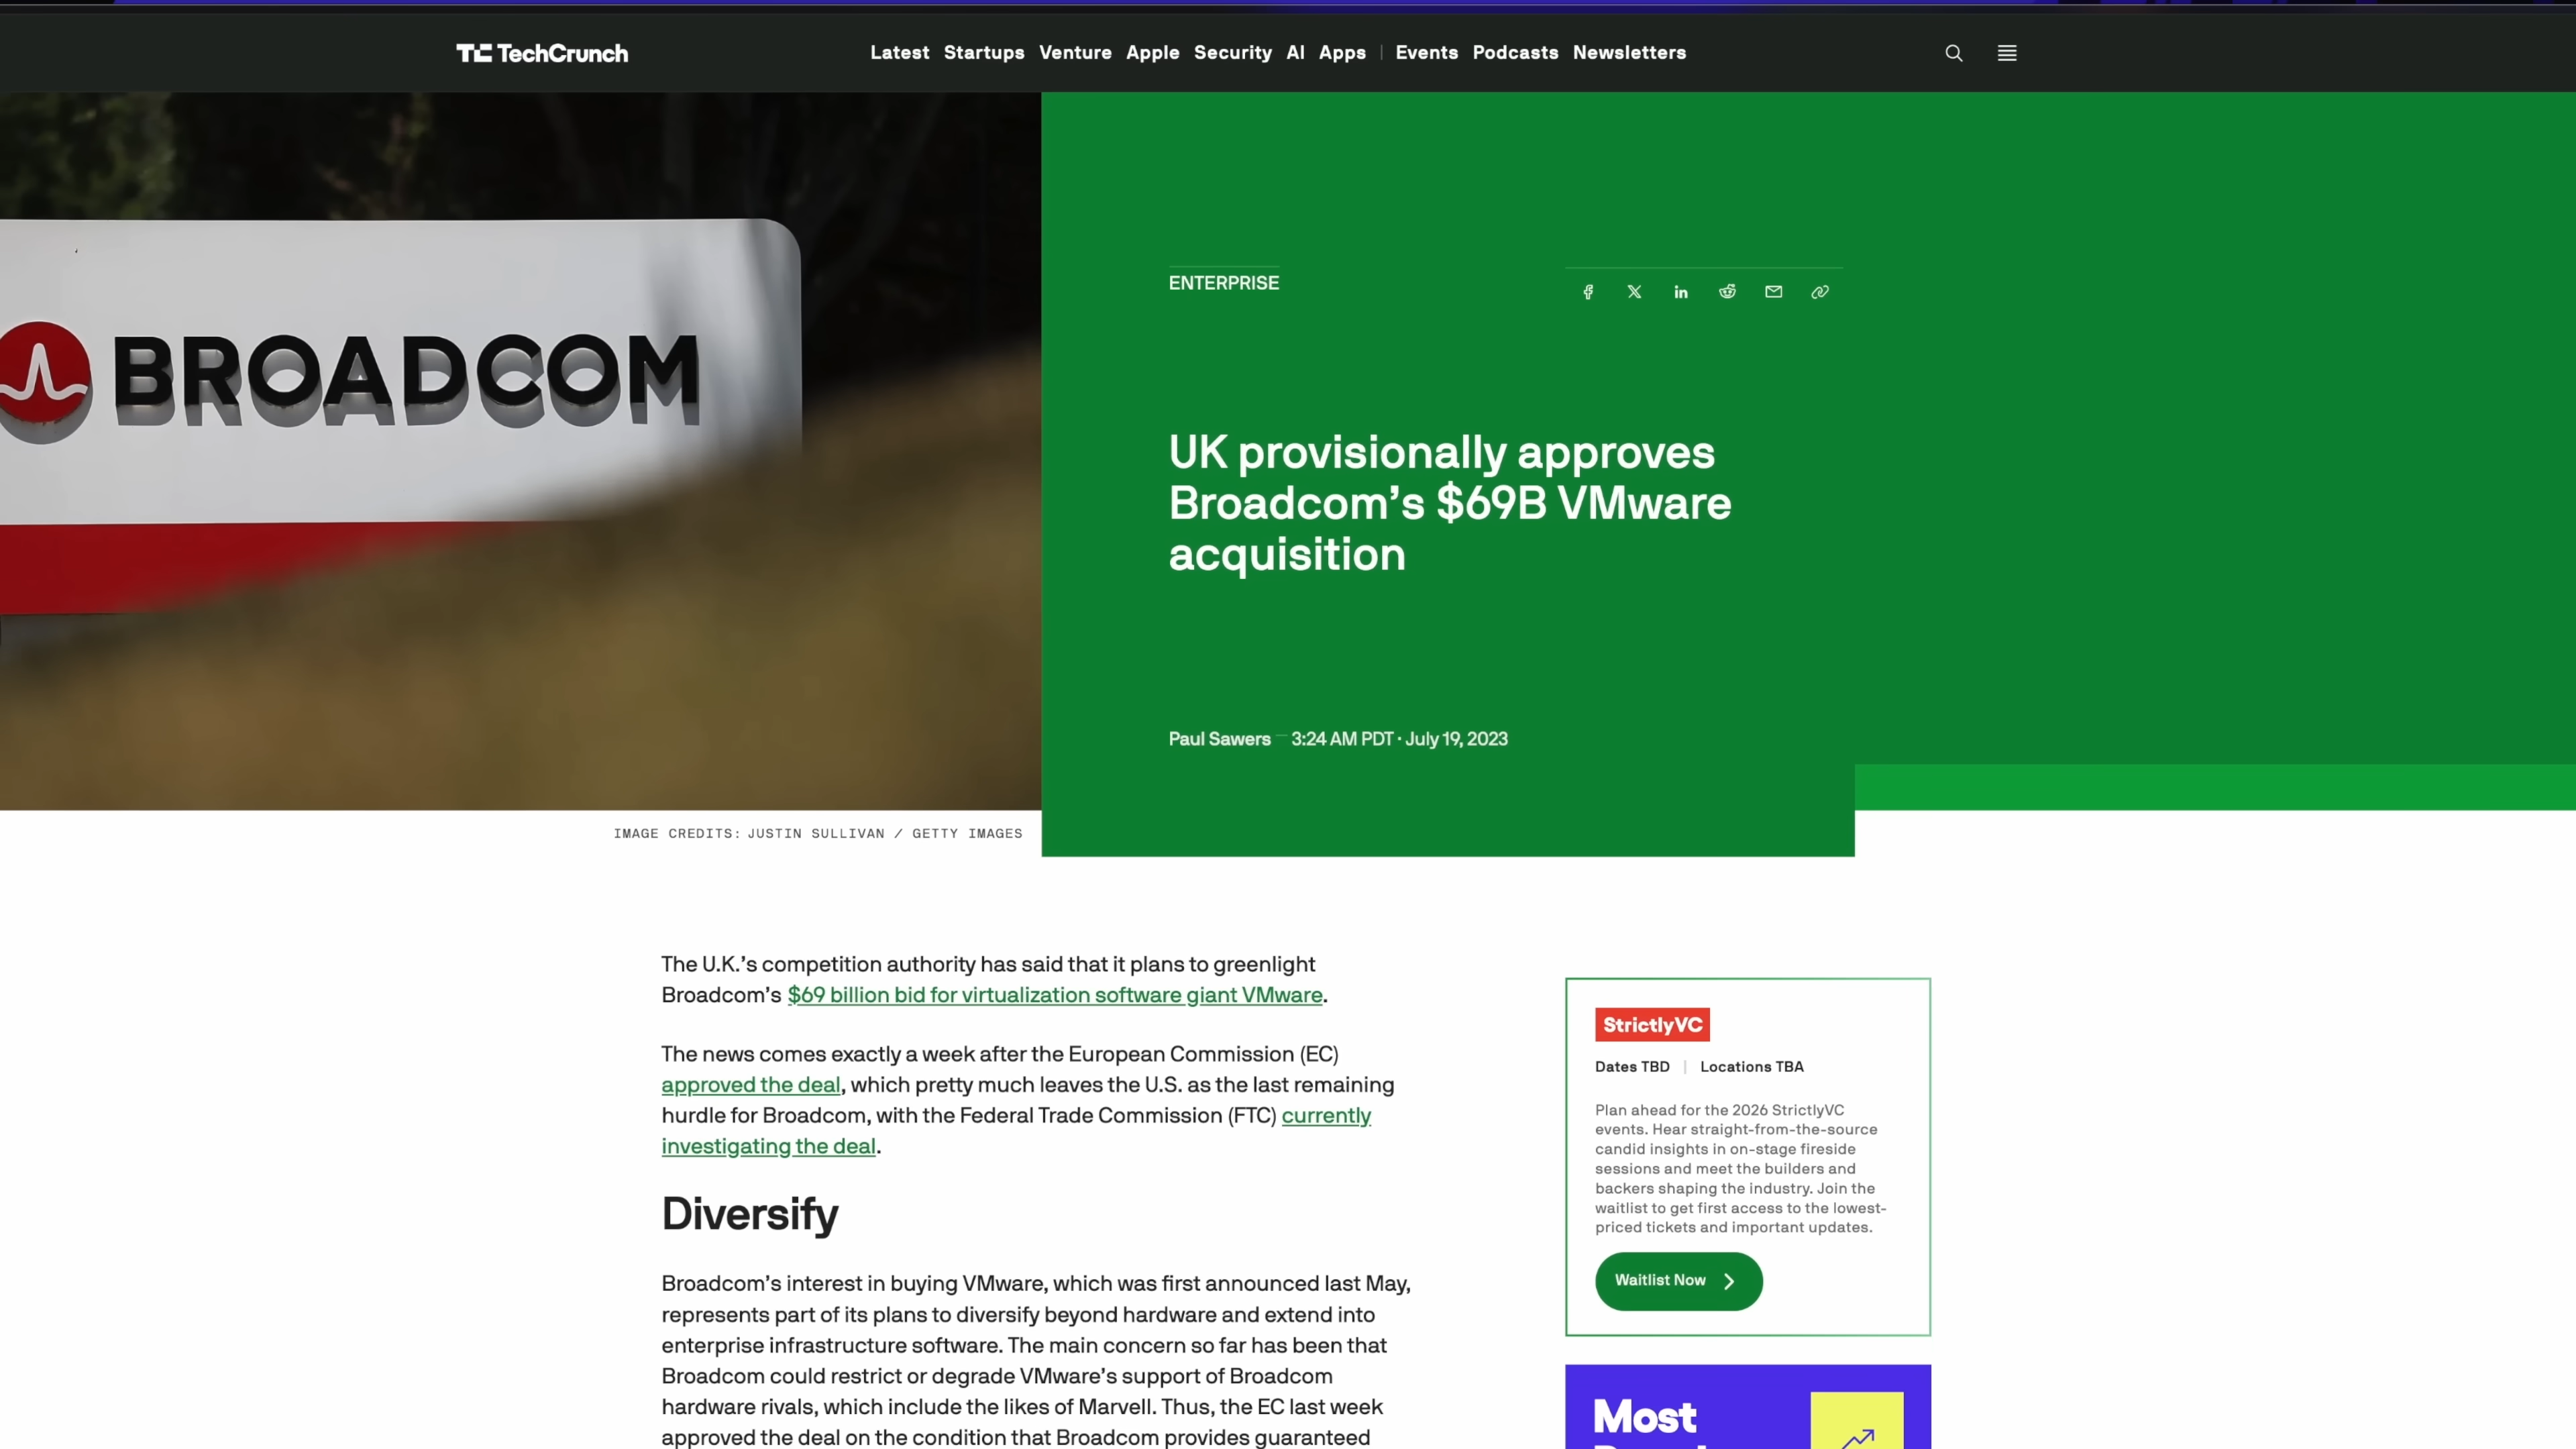 TechCrunch
Latest Startups Venture Apple Security AI Apps | Events Podcasts Newsletters
BROADCOM
ENTERPRISE
UK provisionally approves
Broadcom’s $69B VMware
acquisition
Paul Sawers — 3:24 AM PDT · July 19, 2023
IMAGE CREDITS: JUSTIN SULLIVAN / GETTY IMAGES
The U.K.’s competition authority has said that it plans to greenlight
Broadcom’s $69 billion bid for virtualization software giant VMware.
The news comes exactly a week after the European Commission (EC)
approved the deal, which pretty much leaves the U.S. as the last remaining
hurdle for Broadcom, with the Federal Trade Commission (FTC) currently
investigating the deal.
Diversify
Broadcom’s interest in buying VMware, which was first announced last May,
represents part of its plans to diversify beyond hardware and extend into
enterprise infrastructure software. The main concern so far has been that
Broadcom could restrict or degrade VMware’s support of Broadcom
hardware rivals, which include the likes of Marvell. Thus, the EC last week
approved the deal on the condition that Broadcom provides guaranteed
StrictlyVC
Dates TBD | Locations TBA
Plan ahead for the 2026 StrictlyVC
events. Hear straight-from-the-source
candid insights in on-stage fireside
sessions and meet the builders and
backers shaping the industry. Join the
waitlist to get first access to the lowest-
priced tickets and important updates.
Waitlist Now
Most